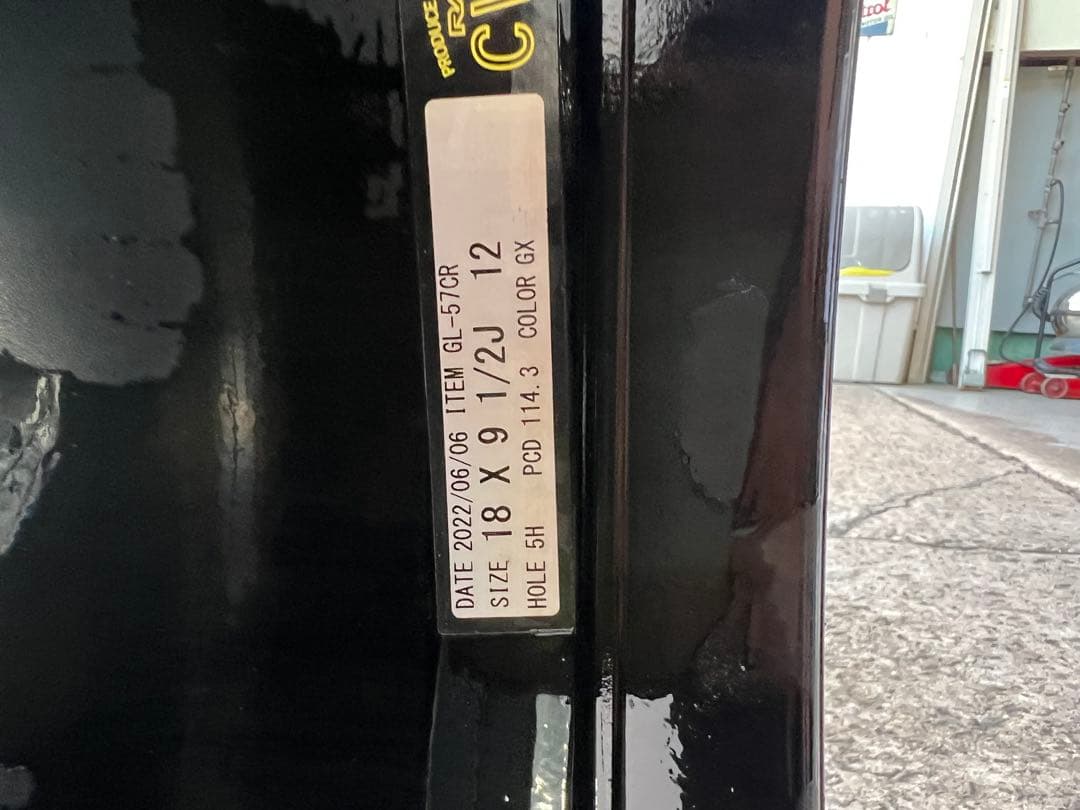 PRODUCE
DATE 2022/06/06 ITEM GL-57CR
SIZE 18 X 9 1/2J 12
HOLE 5H PCD 114.3 COLOR GX